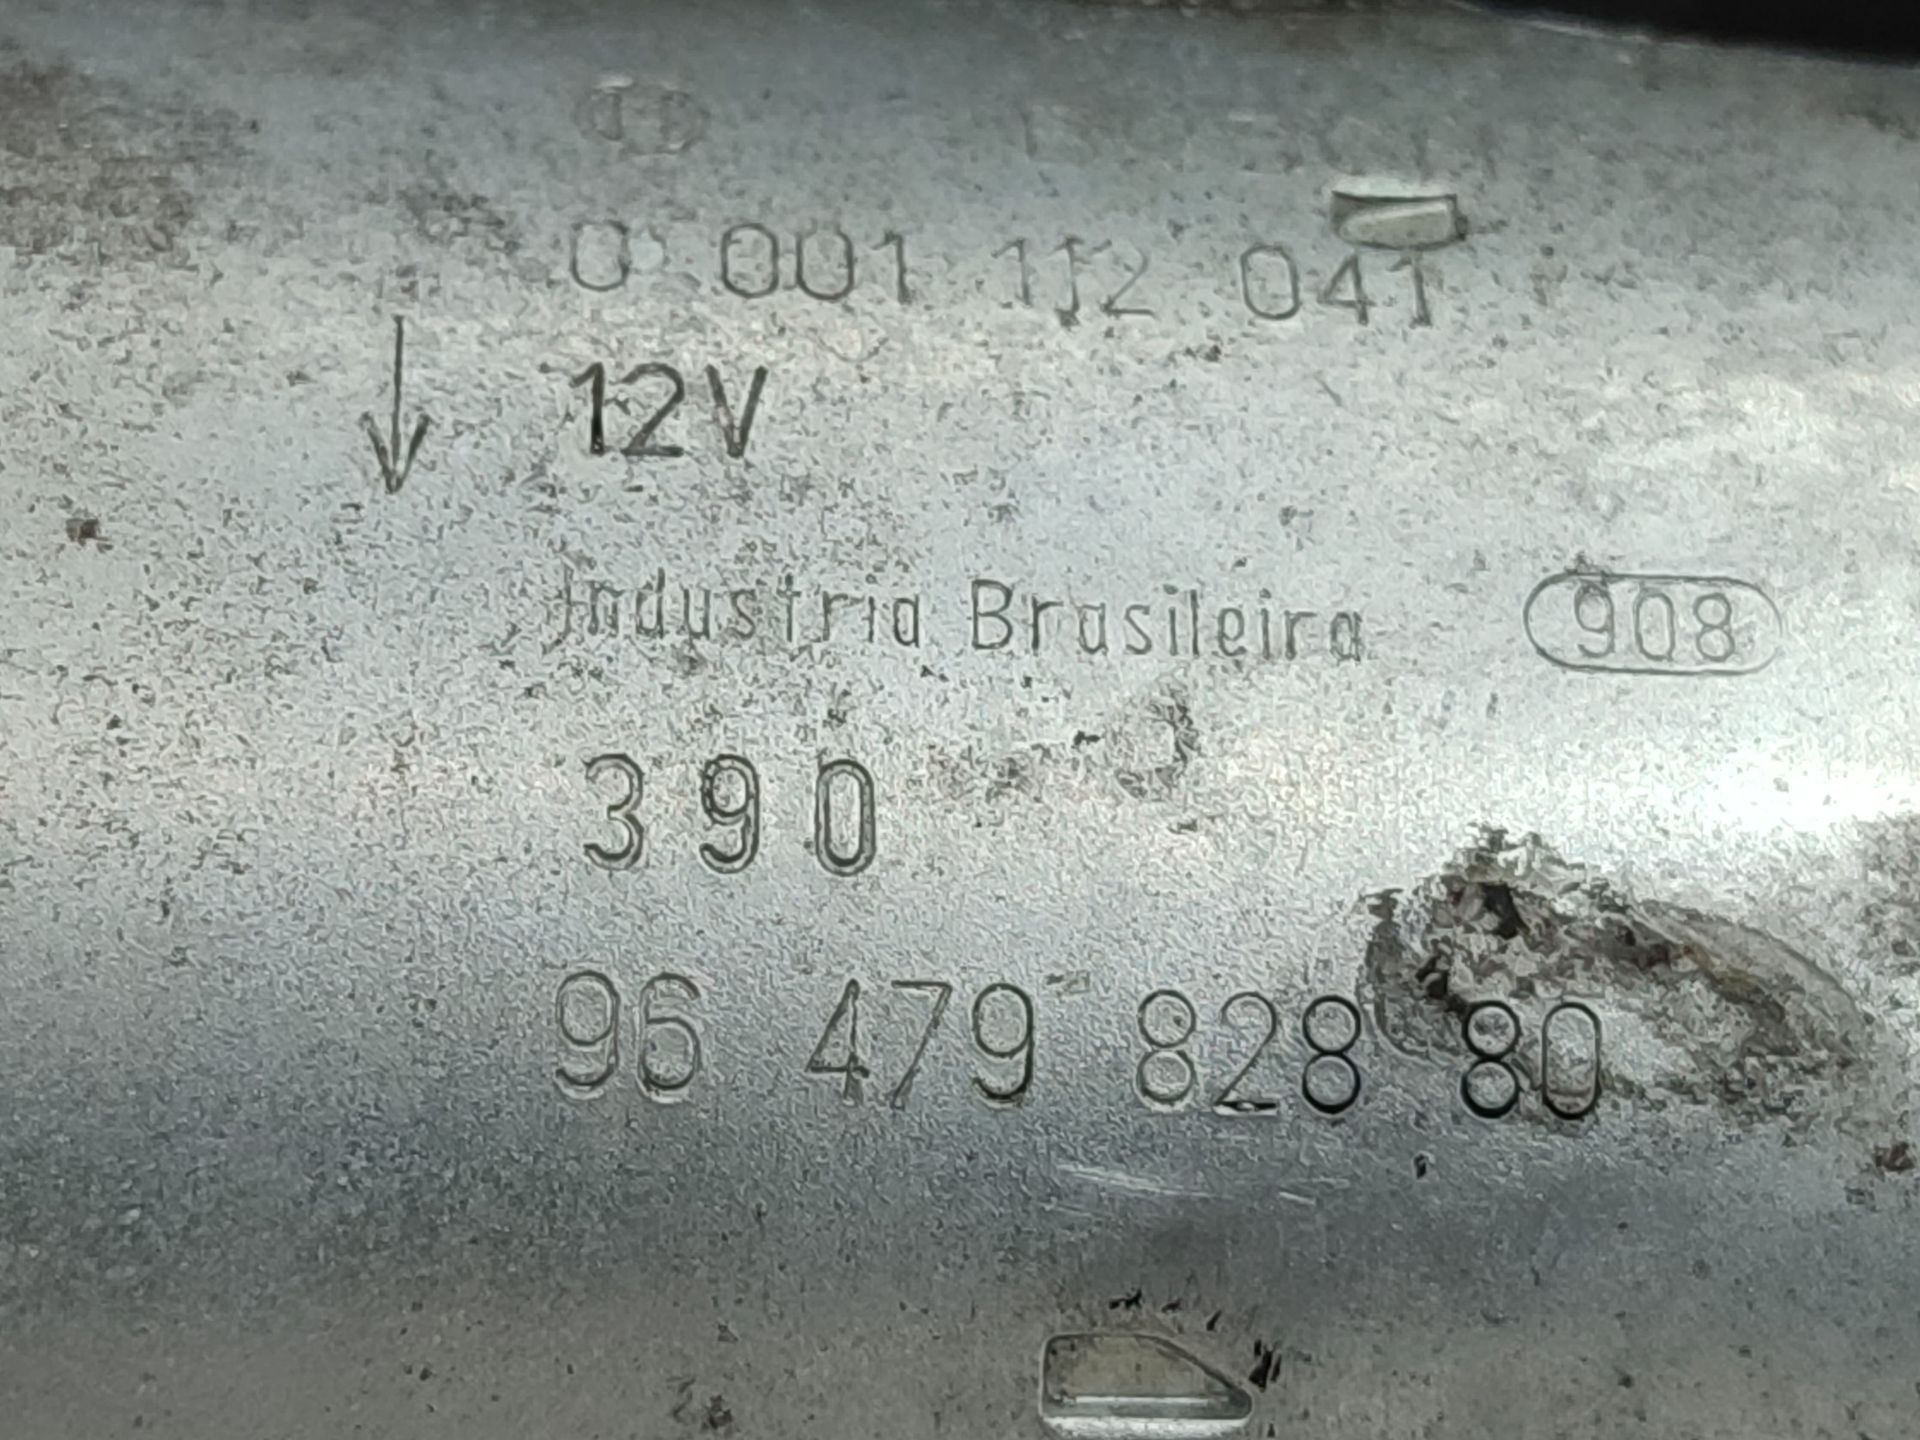 0 001 112 041
12V
Industria Brasileira 908
390
96 479 828 80